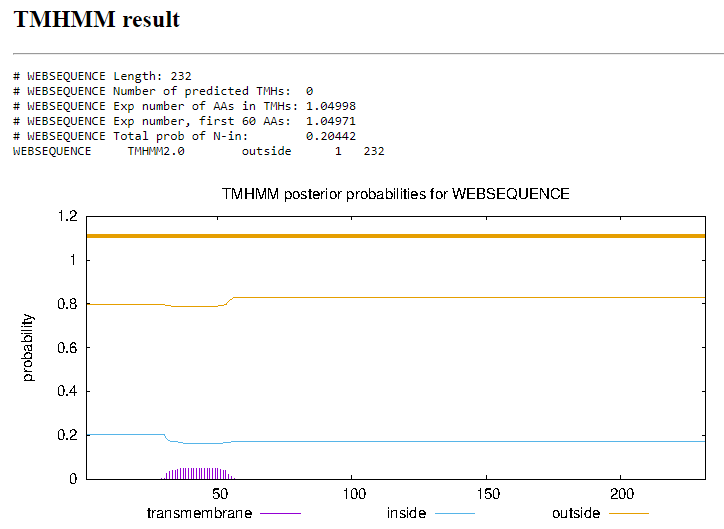 TMHMM result
# WEBSEQUENCE Length: 232
# WEBSEQUENCE Number of predicted TMHs: 0
# WEBSEQUENCE Exp number of AAs in TMHs: 1.04998
# WEBSEQUENCE Exp number, first 60 AAs: 1.04971
# WEBSEQUENCE Total prob of N-in: 0.20442
WEBSEQUENCE TMHMM2.0 outside 1 232
TMHMM posterior probabilities for WEBSEQUENCE
1.2
1
0.8
0.6
0.4
0.2
0
probability
50 100 150 200
transmembrane inside outside